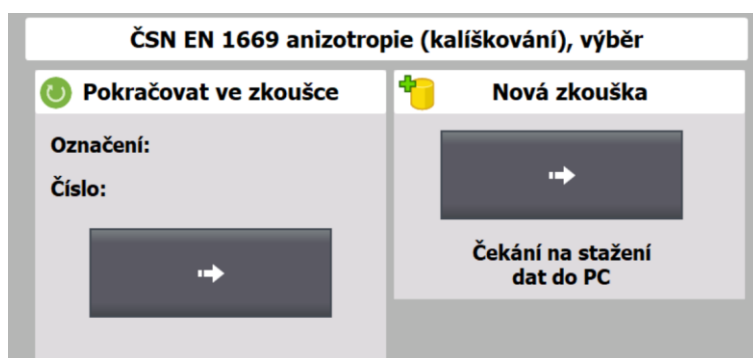 ČSN EN 1669 anizotropie (kalíškování), výběr
Pokračovat ve zkoušce
Označení:
Číslo:
Nová zkouška
Čekání na stažení
dat do PC